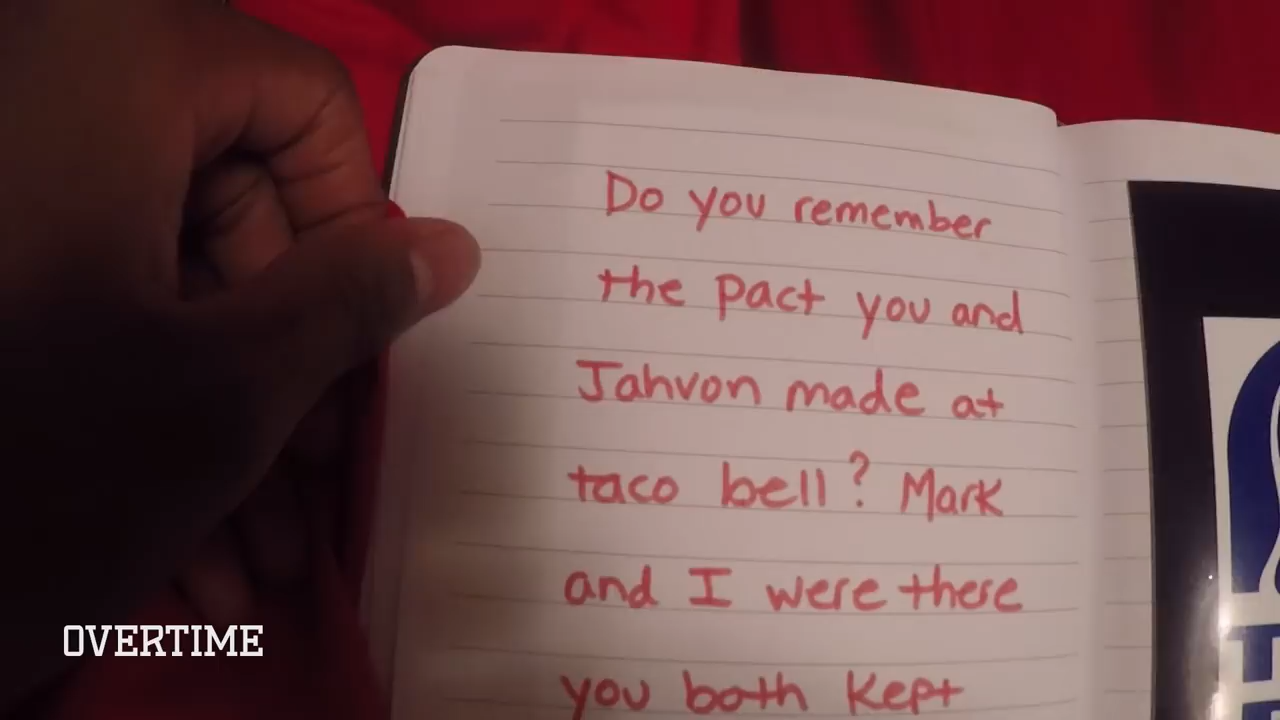 Do you remember
the pact you and
Jahvon made at
taco bell? Mark
and I were there
you both kept
OVERTIME